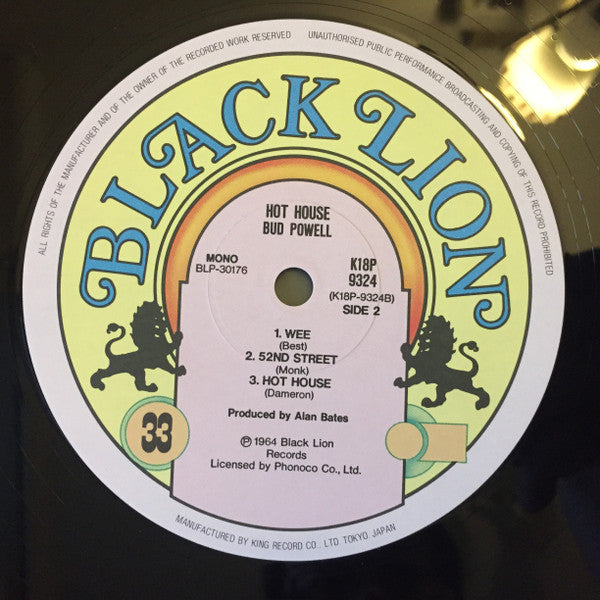 ALL RIGHTS OF THE MANUFACTURER AND OF THE OWNER OF THE RECORDED WORK RESERVED
UNAUTHORISED PUBLIC PERFORMANCE BROADCASTING AND COPYING OF THIS RECORD PROHIBITED
BLACK LION
HOT HOUSE
BUD POWELL
MONO
BLP-30176
K18P
9324
(K18P-9324B)
SIDE 2
1. WEE
(Best)
2. 52ND STREET
(Monk)
3. HOT HOUSE
(Dameron)
Produced by Alan Bates
33
℗ 1964 Black Lion
Records
Licensed by Phonoco Co., Ltd.
MANUFACTURED BY KING RECORD CO., LTD. TOKYO. JAPAN